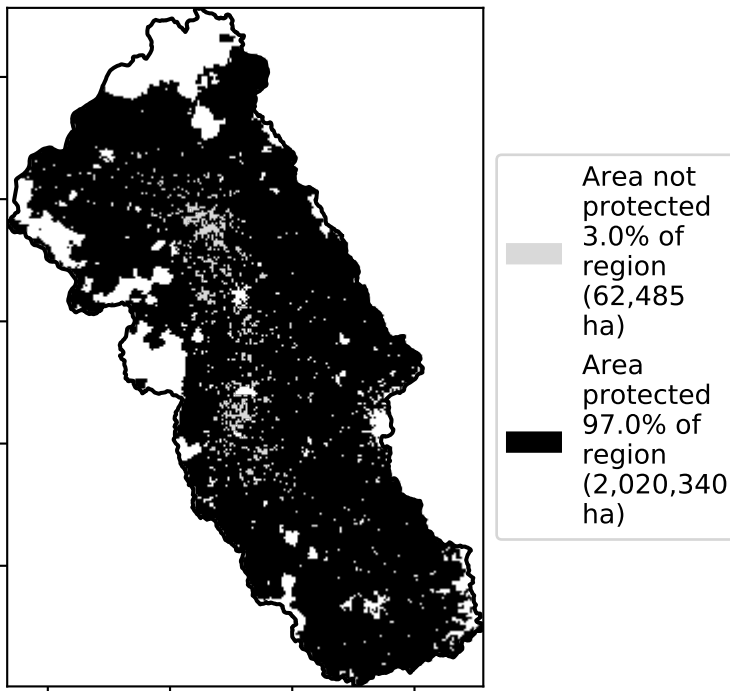 Area not
protected
3.0% of
region
(62,485
ha)
Area
protected
97.0% of
region
(2,020,340
ha)